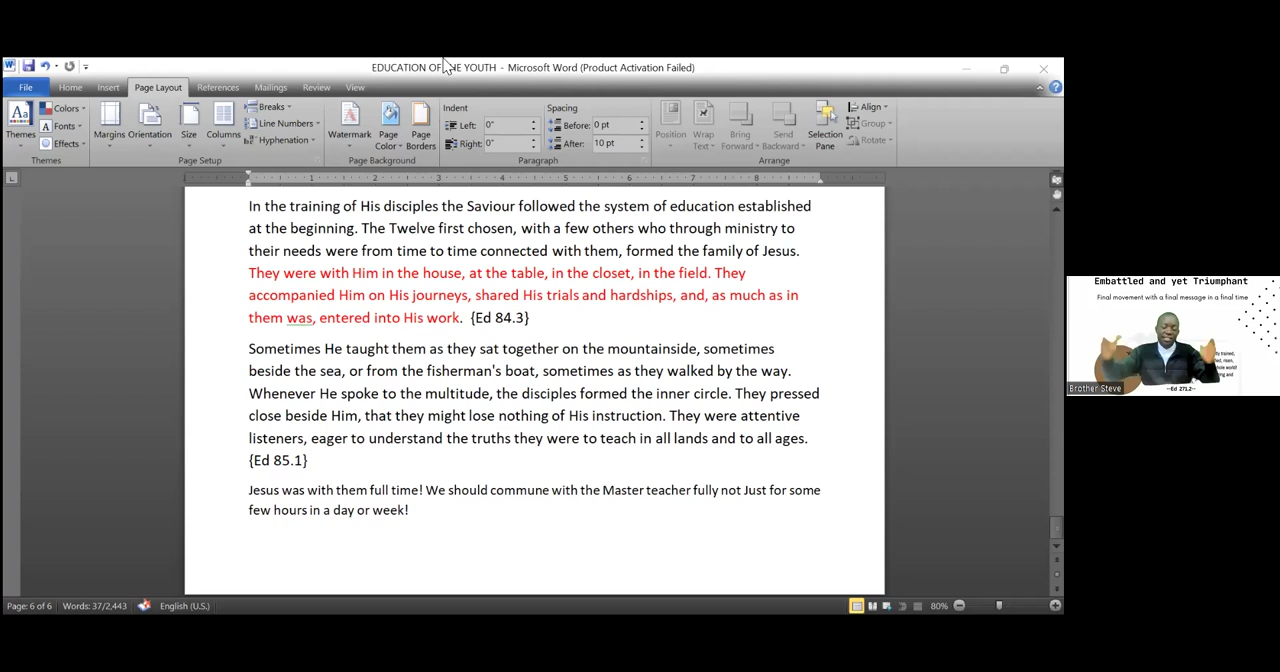 EDUCATION OF THE YOUTH - Microsoft Word (Product Activation Failed)
File Home Insert Page Layout References Mailings Review View
Themes Colors Fonts Effects Margins Orientation Size Columns Breaks Line Numbers Hyphenation Watermark Page Color Page Borders Indent Left: 0" Right: 0" Spacing Before: 0 pt After: 10 pt Position Wrap Text Bring Forward Send Backward Selection Pane Align Group Rotate
Themes Page Setup Page Background Paragraph Arrange
1 2 3 4 5 6 7 8
In the training of His disciples the Saviour followed the system of education established
at the beginning. The Twelve first chosen, with a few others who through ministry to
their needs were from time to time connected with them, formed the family of Jesus.
They were with Him in the house, at the table, in the closet, in the field. They
accompanied Him on His journeys, shared His trials and hardships, and, as much as in
them was, entered into His work. {Ed 84.3}
Sometimes He taught them as they sat together on the mountainside, sometimes
beside the sea, or from the fisherman's boat, sometimes as they walked by the way.
Whenever He spoke to the multitude, the disciples formed the inner circle. They pressed
close beside Him, that they might lose nothing of His instruction. They were attentive
listeners, eager to understand the truths they were to teach in all lands and to all ages.
{Ed 85.1}
Jesus was with them full time! We should commune with the Master teacher fully not Just for some
few hours in a day or week!
Page: 6 of 6 Words: 37/2,443 English (U.S.) 80%
Embattled and yet Triumphant
Final movement with a final message in a final time
Brother Steve
--Ed 271.2--